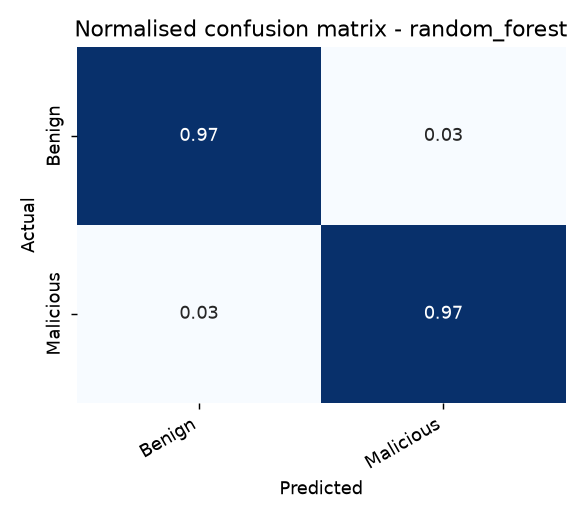 Normalised confusion matrix - random_forest
Actual
Benign
0.97
0.03
Malicious
0.03
0.97
Benign
Malicious
Predicted